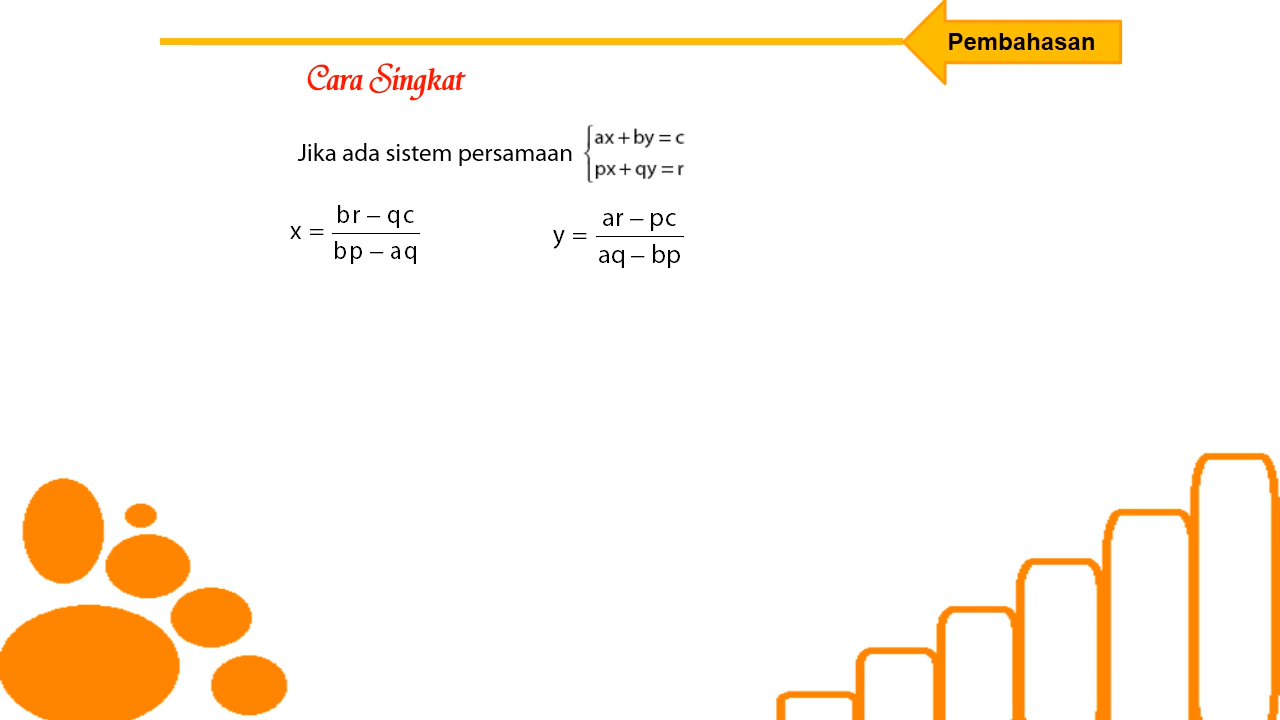 Pembahasan
Cara Singkat
Jika ada sistem persamaan { ax + by = c
px + qy = r
x = (br – qc) / (bp – aq)    y = (ar – pc) / (aq – bp)